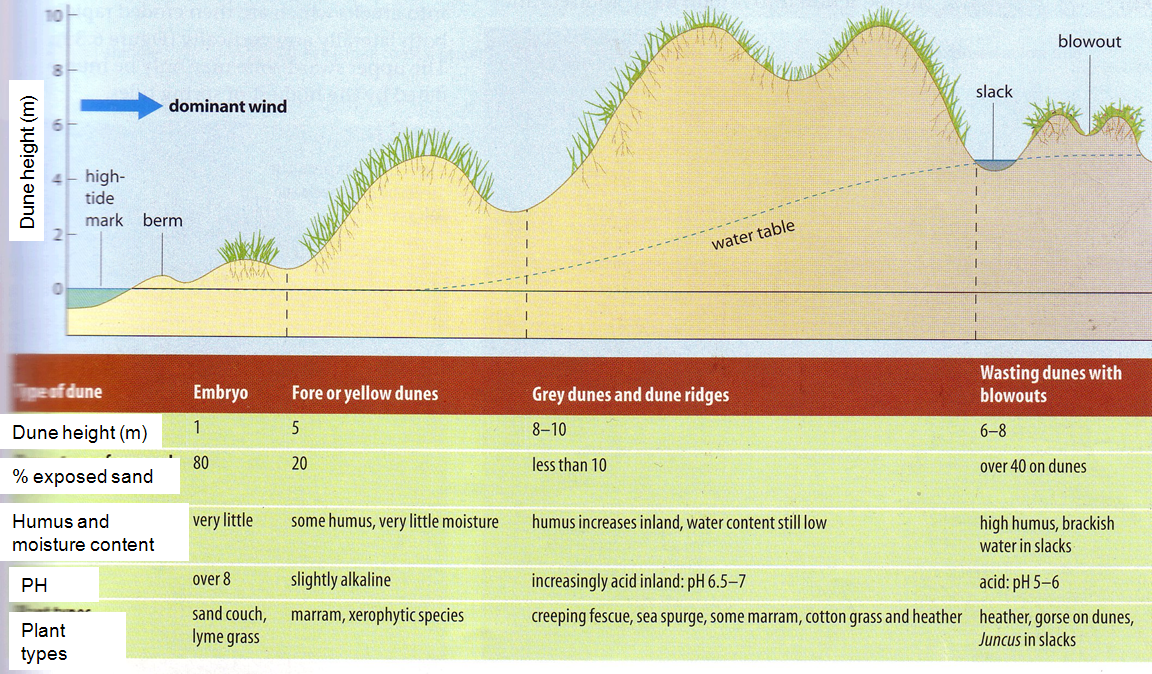 10
8
6
4
2
0
Dune height (m)
dominant wind
high-
tide
mark
berm
water table
slack
blowout
Type of dune
Embryo
Fore or yellow dunes
Grey dunes and dune ridges
Wasting dunes with
blowouts
Dune height (m)
1
5
8–10
6–8
% exposed sand
80
20
less than 10
over 40 on dunes
Humus and
moisture content
very little
some humus, very little moisture
humus increases inland, water content still low
high humus, brackish
water in slacks
PH
over 8
slightly alkaline
increasingly acid inland: pH 6.5–7
acid: pH 5–6
Plant
types
sand couch,
lyme grass
marram, xerophytic species
creeping fescue, sea spurge, some marram, cotton grass and heather
heather, gorse on dunes,
Juncus in slacks